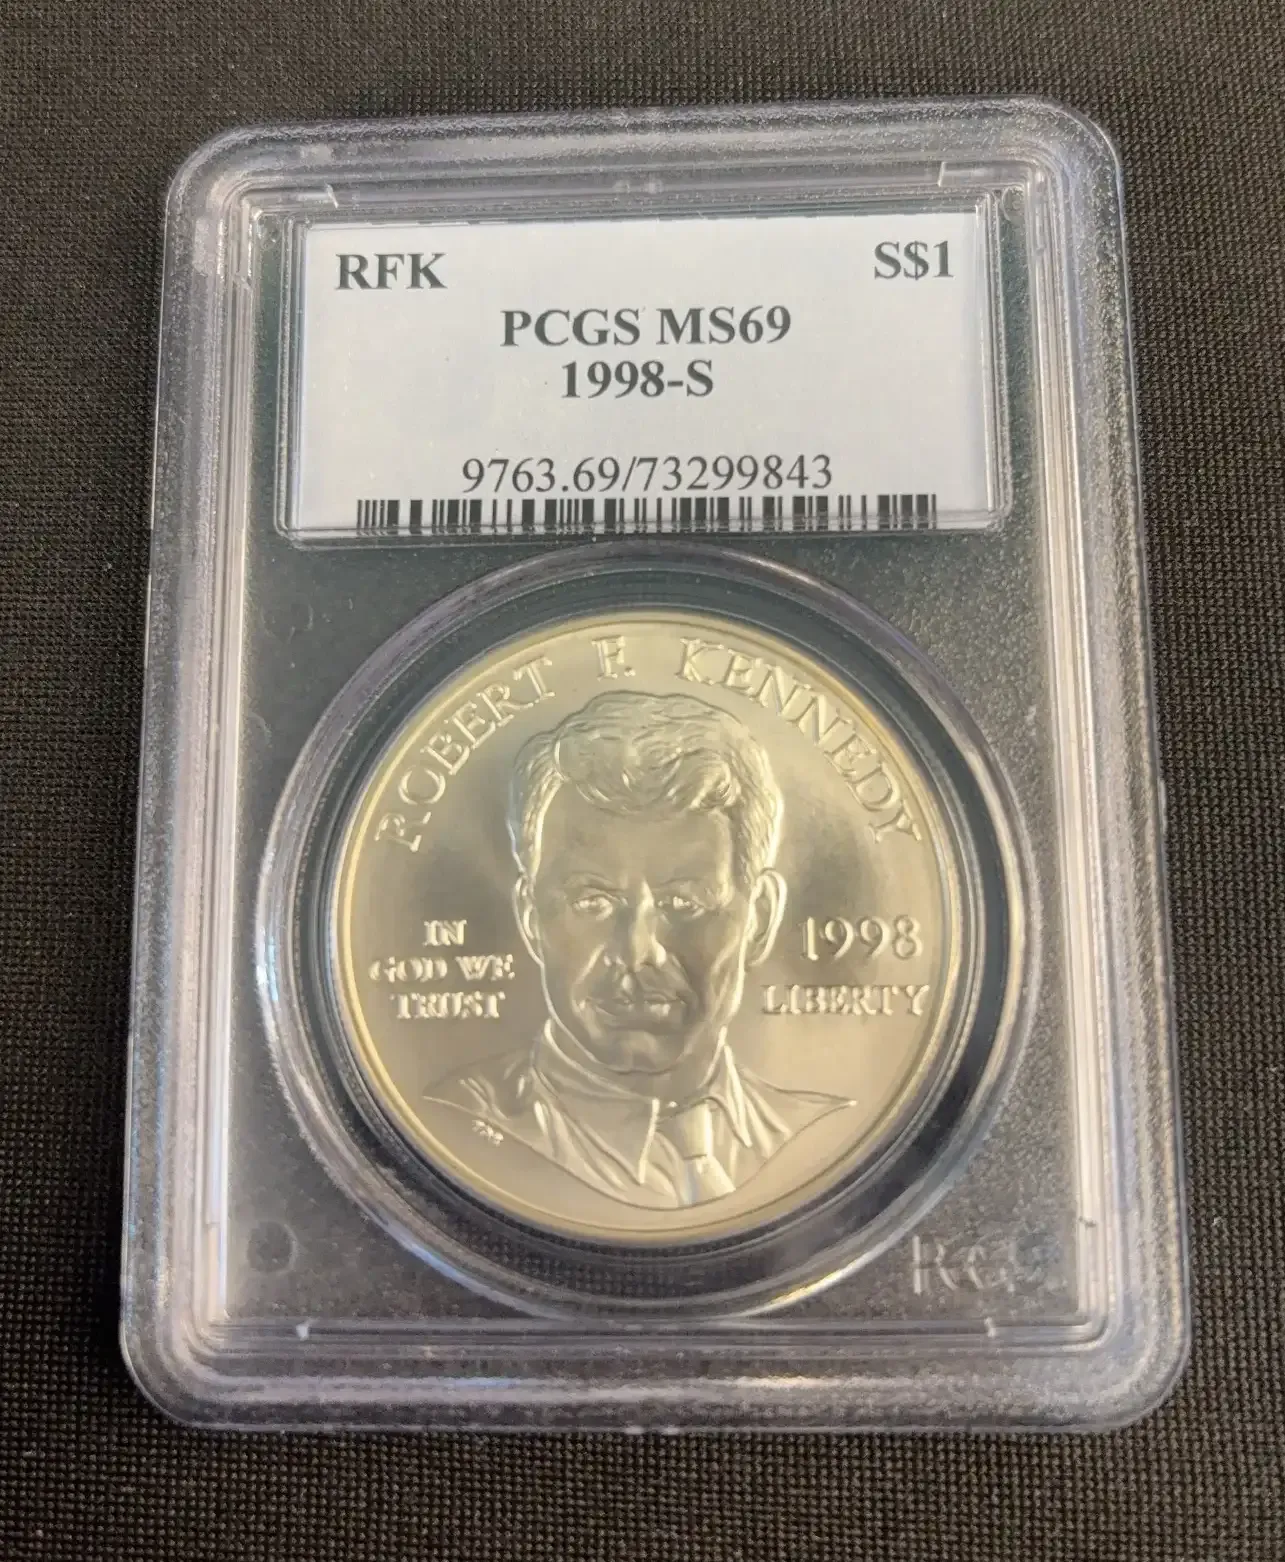 RFK S$1
PCGS MS69
1998-S
9763.69/73299843
ROBERT F. KENNEDY
IN
GOD WE
TRUST
1998
LIBERTY